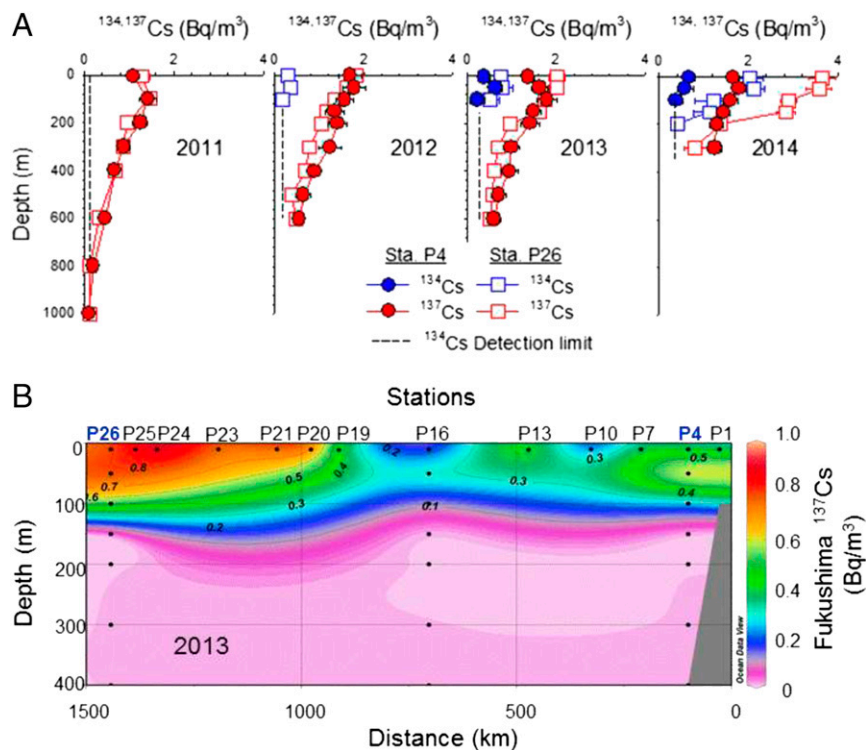 A
134,137Cs (Bq/m³) 134,137Cs (Bq/m³) 134,137Cs (Bq/m³) 134, 137Cs (Bq/m³)
0 2 4 0 2 4 0 2 4 0 2 4
0
200
400
600
800
1000
Depth (m)
2011 2012 2013 2014
Sta. P4 Sta. P26
134Cs 134Cs
137Cs 137Cs
134Cs Detection limit
B
Stations
P26 P25 P24 P23 P21 P20 P19 P16 P13 P10 P7 P4 P1
0
100
200
300
400
Depth (m)
0.8 0.7 0.6 0.5 0.4 0.3 0.2 0.2 0.1 0.3 0.3 0.5 0.4
2013
1500 1000 500 0
Distance (km)
Ocean Data View
1.0
0.8
0.6
0.4
0.2
0
Fukushima 137Cs
(Bq/m³)